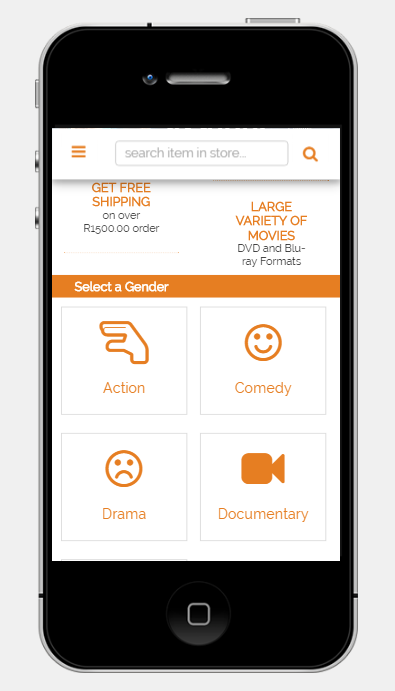 search item in store...
GET FREE
SHIPPING
on over
R1500.00 order
LARGE
VARIETY OF
MOVIES
DVD and Blu-
ray Formats
Select a Gender
Action
Comedy
Drama
Documentary